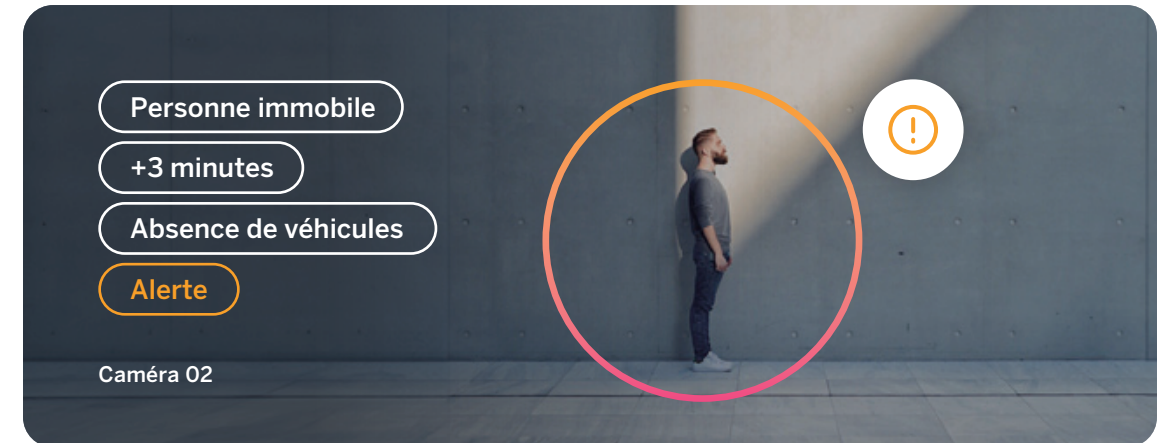 Personne immobile
+3 minutes
Absence de véhicules
Alerte
Caméra 02